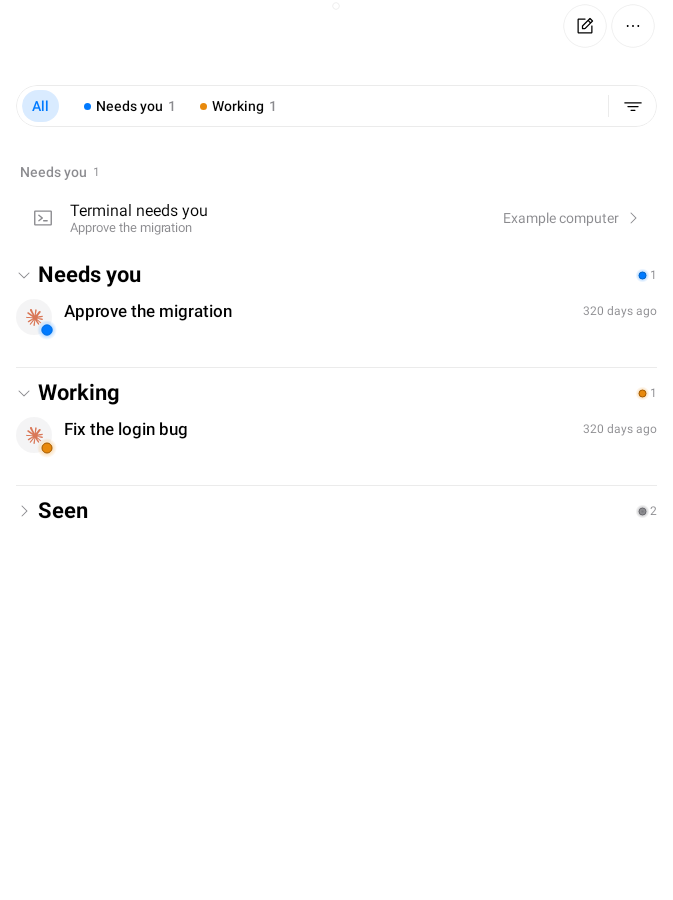 All
Needs you 1
Working 1
Needs you 1
Terminal needs you
Approve the migration
Example computer
Needs you
1
Approve the migration
320 days ago
Working
1
Fix the login bug
320 days ago
Seen
2